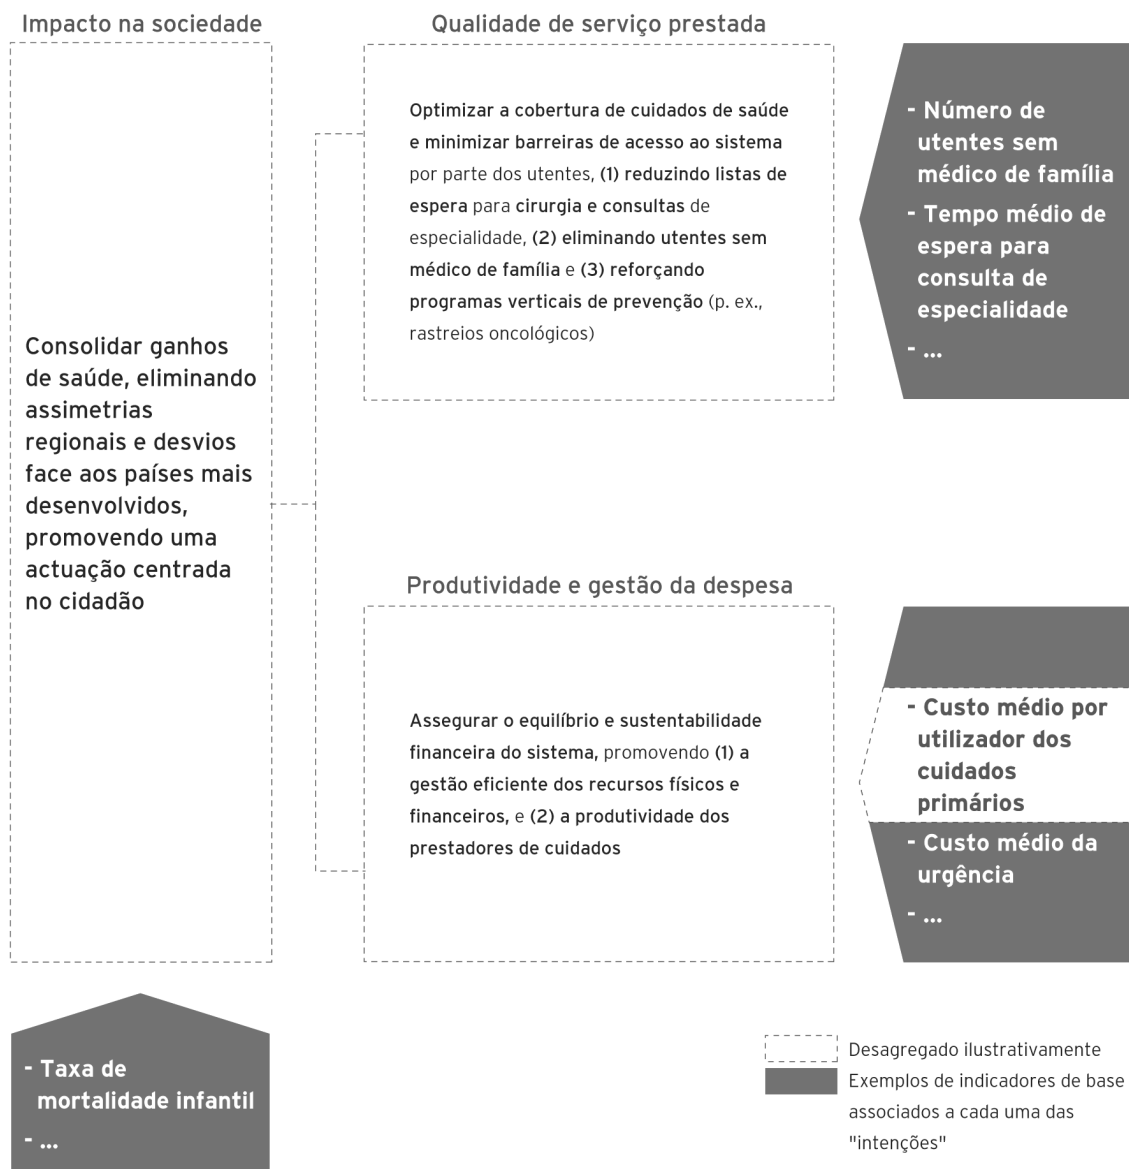 Impacto na sociedade
Consolidar ganhos
de saúde, eliminando
assimetrias
regionais e desvios
face aos países mais
desenvolvidos,
promovendo uma
actuação centrada
no cidadão
- Taxa de
mortalidade infantil
- ...
Qualidade de serviço prestada
Optimizar a cobertura de cuidados de saúde
e minimizar barreiras de acesso ao sistema
por parte dos utentes, (1) reduzindo listas de
espera para cirurgia e consultas de
especialidade, (2) eliminando utentes sem
médico de família e (3) reforçando
programas verticais de prevenção (p. ex.,
rastreios oncológicos)
- Número de
utentes sem
médico de família
- Tempo médio de
espera para
consulta de
especialidade
- ...
Produtividade e gestão da despesa
Assegurar o equilíbrio e sustentabilidade
financeira do sistema, promovendo (1) a
gestão eficiente dos recursos físicos e
financeiros, e (2) a produtividade dos
prestadores de cuidados
- Custo médio por
utilizador dos
cuidados
primários
- Custo médio da
urgência
- ...
Desagregado ilustrativamente
Exemplos de indicadores de base
associados a cada uma das
"intenções"